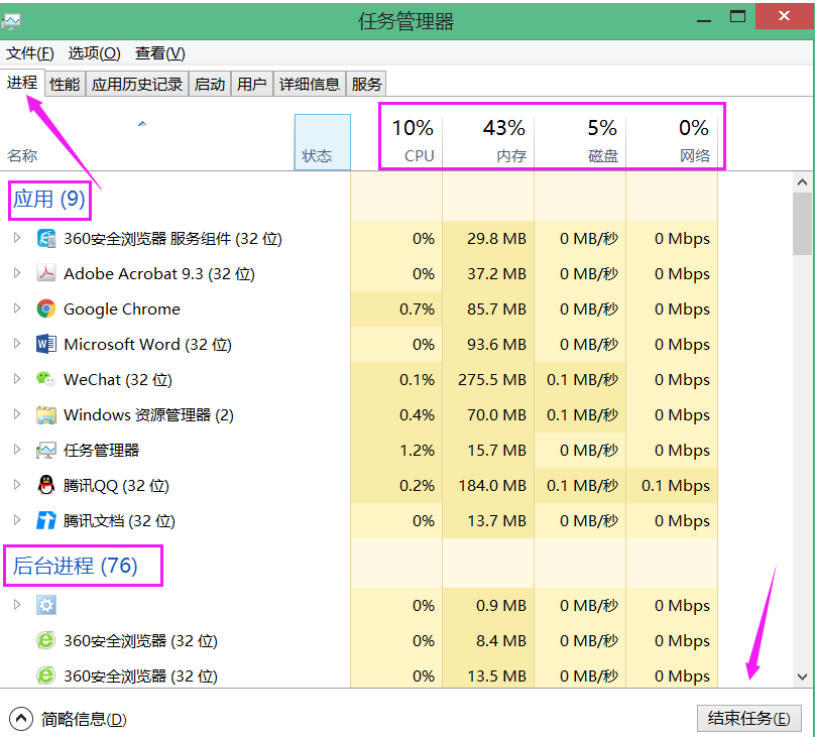 任务管理器
文件(F) 选项(O) 查看(V)
进程 性能 应用历史记录 启动 用户 详细信息 服务
10% 43% 5% 0%
名称 状态 CPU 内存 磁盘 网络
应用 (9)
360安全浏览器 服务组件 (32 位) 0% 29.8 MB 0 MB/秒 0 Mbps
Adobe Acrobat 9.3 (32 位) 0% 37.2 MB 0 MB/秒 0 Mbps
Google Chrome 0.7% 85.7 MB 0 MB/秒 0 Mbps
Microsoft Word (32 位) 0% 93.6 MB 0 MB/秒 0 Mbps
WeChat (32 位) 0.1% 275.5 MB 0.1 MB/秒 0 Mbps
Windows 资源管理器 (2) 0.4% 70.0 MB 0.1 MB/秒 0 Mbps
任务管理器 1.2% 15.7 MB 0 MB/秒 0 Mbps
腾讯QQ (32 位) 0.2% 184.0 MB 0.1 MB/秒 0.1 Mbps
腾讯文档 (32 位) 0% 13.7 MB 0 MB/秒 0 Mbps
后台进程 (76)
0% 0.9 MB 0 MB/秒 0 Mbps
360安全浏览器 (32 位) 0% 8.4 MB 0 MB/秒 0 Mbps
360安全浏览器 (32 位) 0% 13.5 MB 0 MB/秒 0 Mbps
简略信息(D) 结束任务(E)